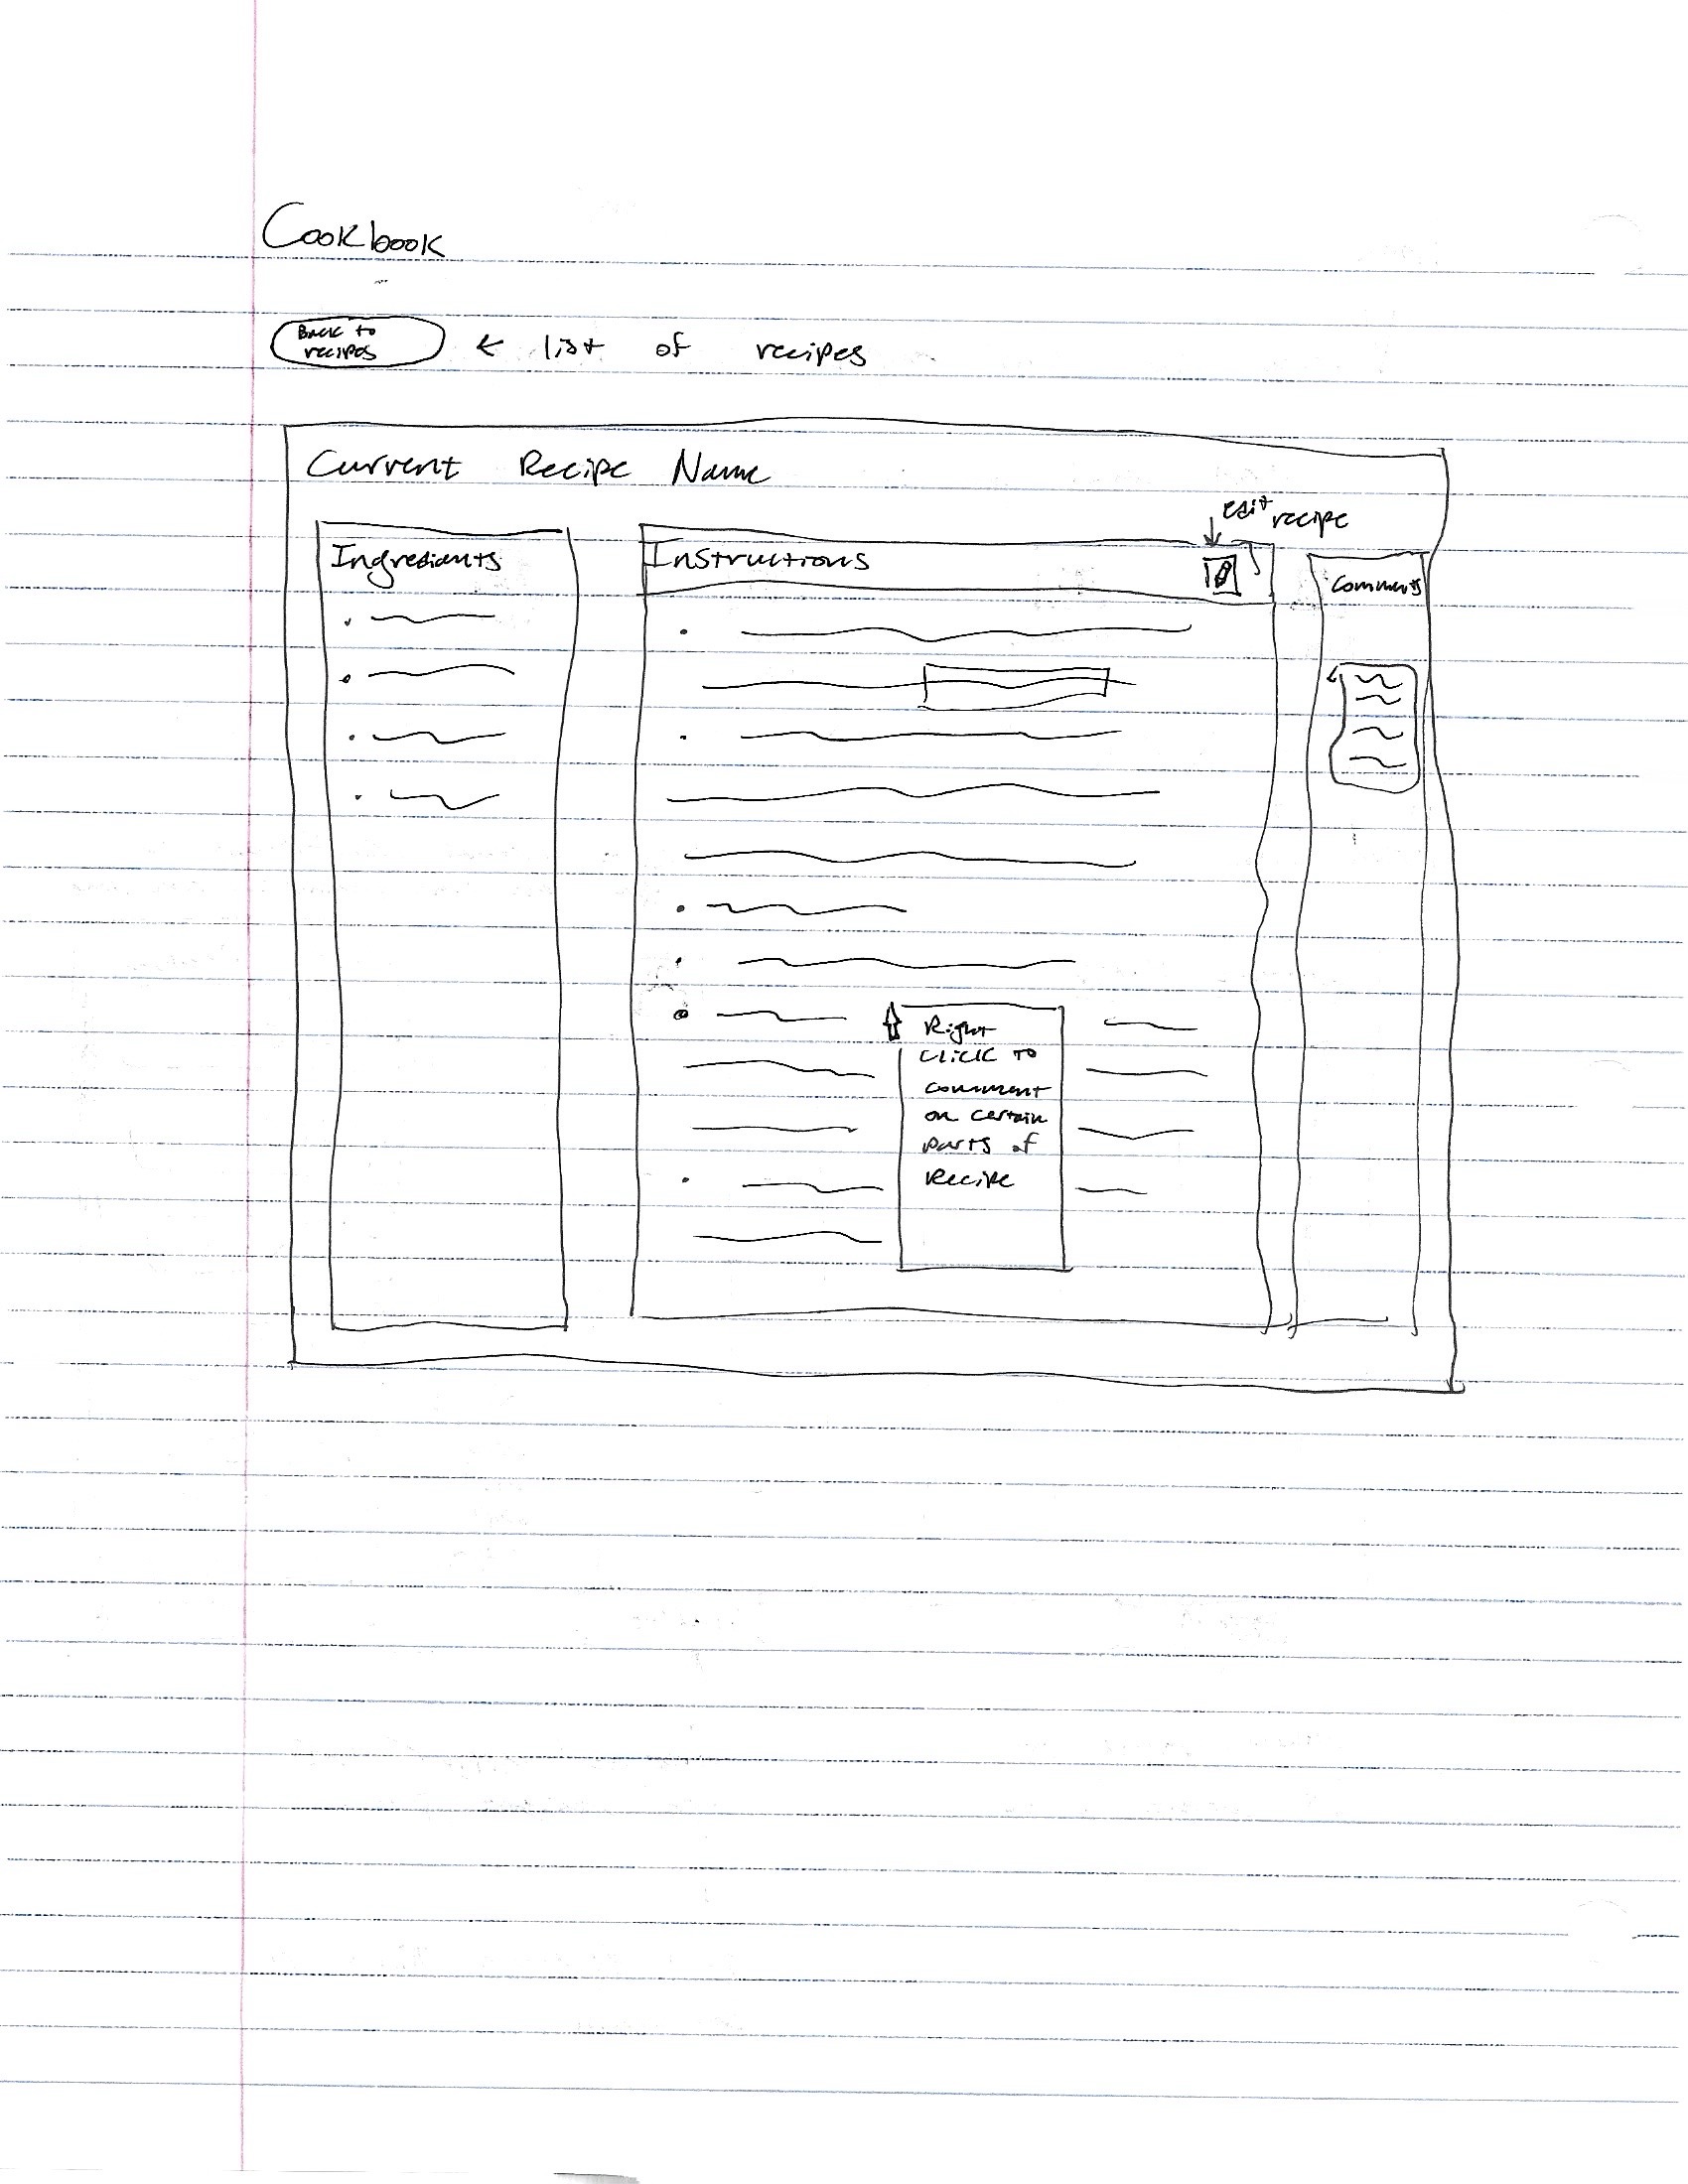 Cookbook
Back to
recipes
← list of recipes
Current Recipe Name
edit recipe
Ingredients
Instructions
Comments
Right
click to
comment
on certain
parts of
Recipe